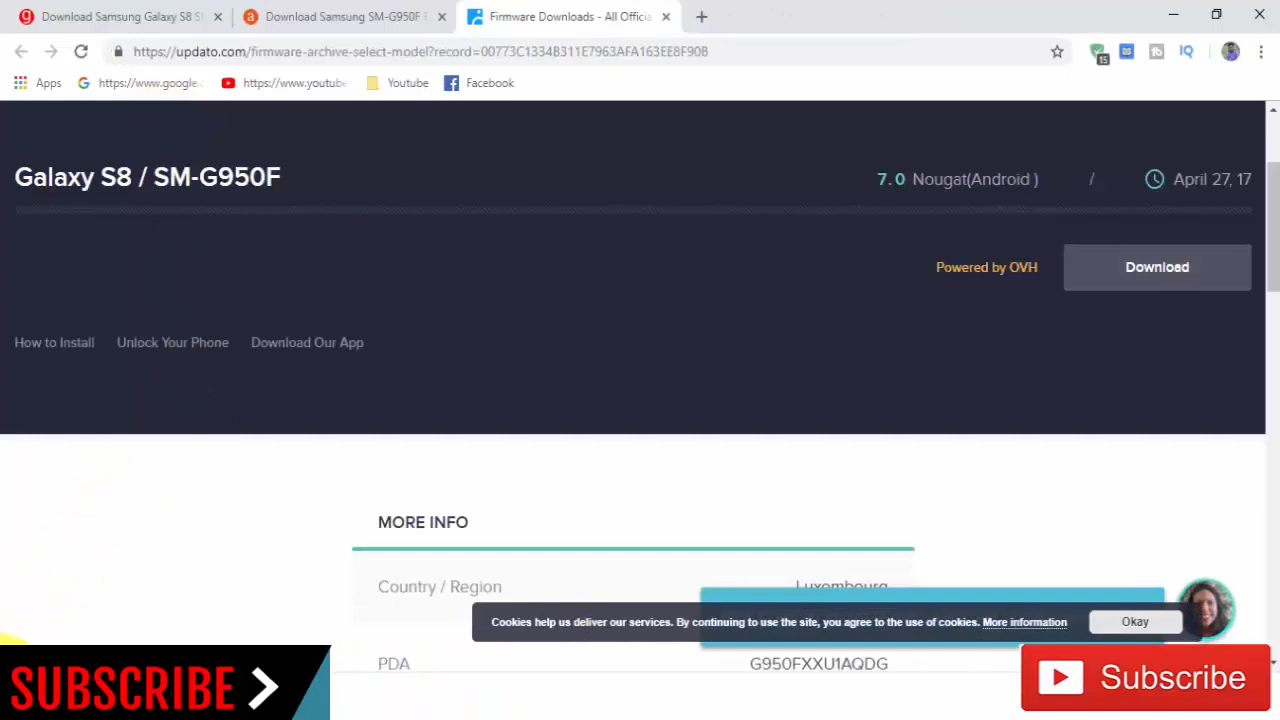 Download Samsung Galaxy S8 S
Download Samsung SM-G950F F
Firmware Downloads - All Officia
https://updato.com/firmware-archive-select-model?record=00773C1334B311E7963AFA163EE8F90B
15
Apps
https://www.google
https://www.youtube
Youtube
Facebook
Galaxy S8 / SM-G950F
7.0 Nougat(Android ) / April 27, 17
Powered by OVH
Download
How to Install
Unlock Your Phone
Download Our App
MORE INFO
Country / Region
Luxembourg
Cookies help us deliver our services. By continuing to use the site, you agree to the use of cookies. More information
Okay
PDA
G950FXXU1AQDG
SUBSCRIBE
Subscribe